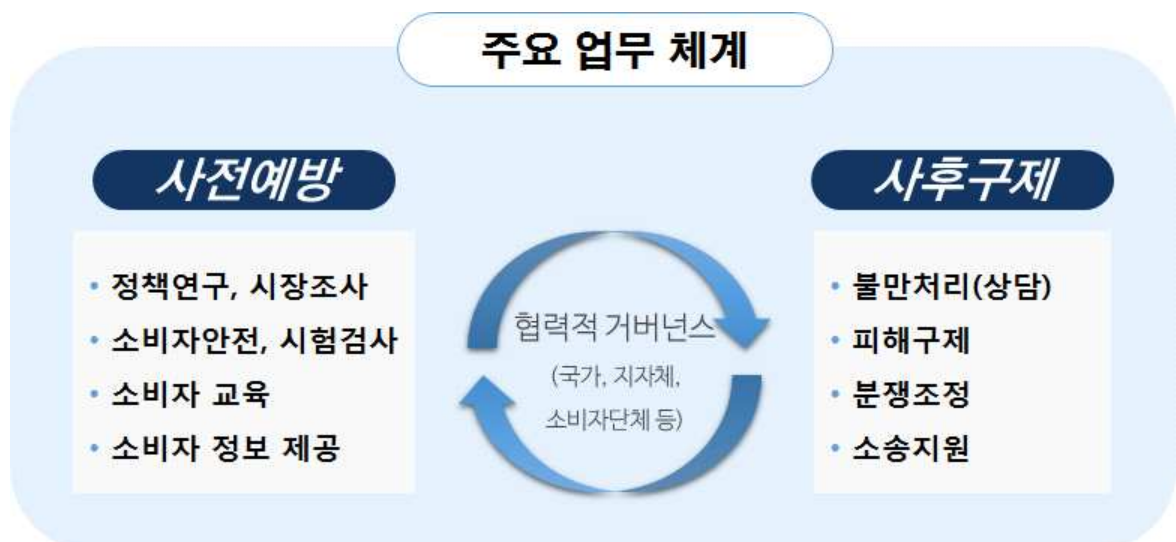 주요 업무 체계
사전예방
• 정책연구, 시장조사
• 소비자안전, 시험검사
• 소비자 교육
• 소비자 정보 제공
협력적 거버넌스
(국가, 지자체,
소비자단체 등)
사후구제
• 불만처리(상담)
• 피해구제
• 분쟁조정
• 소송지원